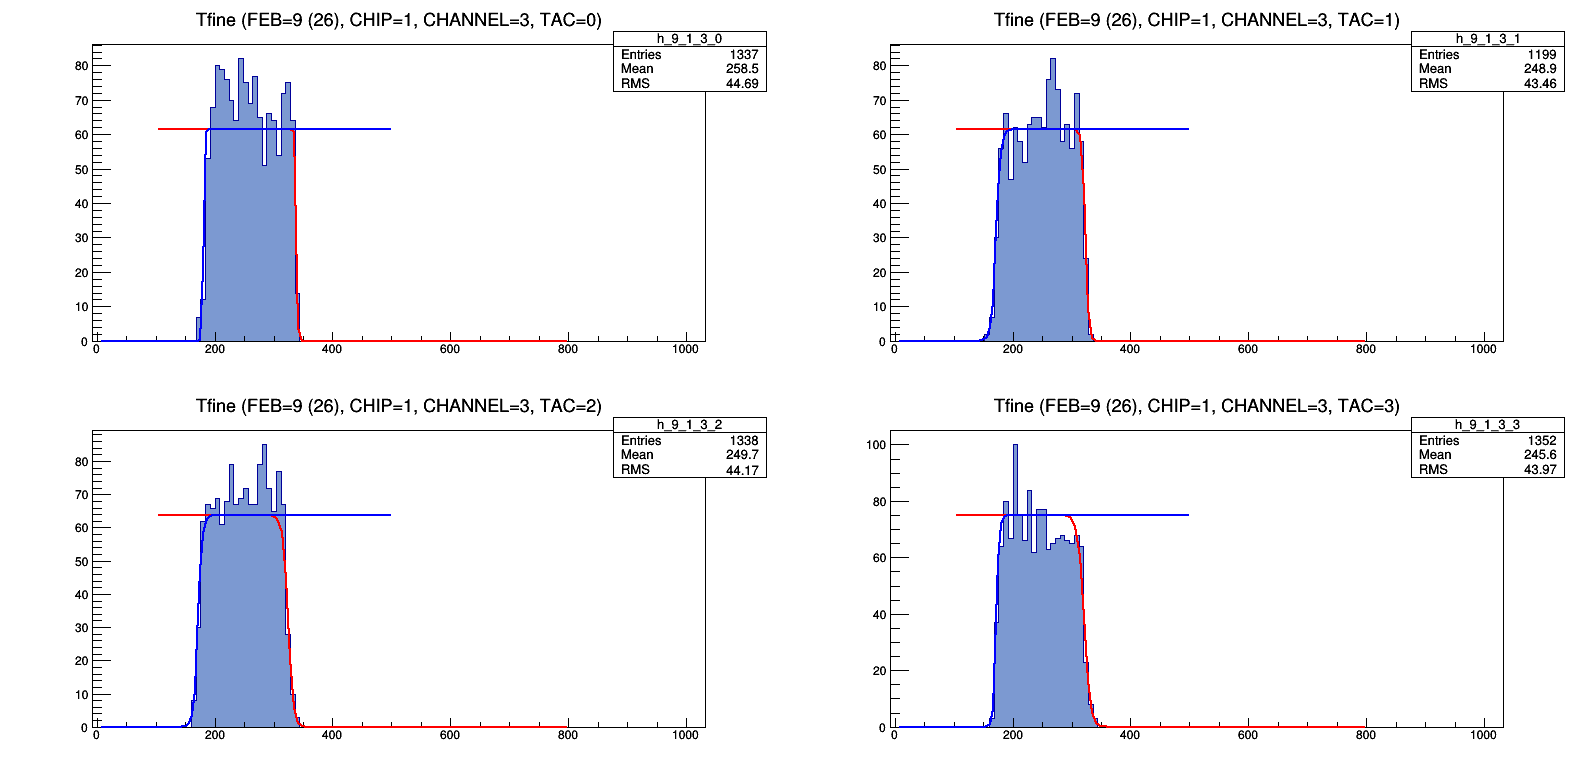 Tfine (FEB=9 (26), CHIP=1, CHANNEL=3, TAC=0)
h_9_1_3_0
Entries 1337
Mean 258.5
RMS 44.69
80
70
60
50
40
30
20
10
0
0 200 400 600 800 1000
Tfine (FEB=9 (26), CHIP=1, CHANNEL=3, TAC=1)
h_9_1_3_1
Entries 1199
Mean 248.9
RMS 43.46
80
70
60
50
40
30
20
10
0
0 200 400 600 800 1000
Tfine (FEB=9 (26), CHIP=1, CHANNEL=3, TAC=2)
h_9_1_3_2
Entries 1338
Mean 249.7
RMS 44.17
80
70
60
50
40
30
20
10
0
0 200 400 600 800 1000
Tfine (FEB=9 (26), CHIP=1, CHANNEL=3, TAC=3)
h_9_1_3_3
Entries 1352
Mean 245.6
RMS 43.97
100
80
60
40
20
0
0 200 400 600 800 1000